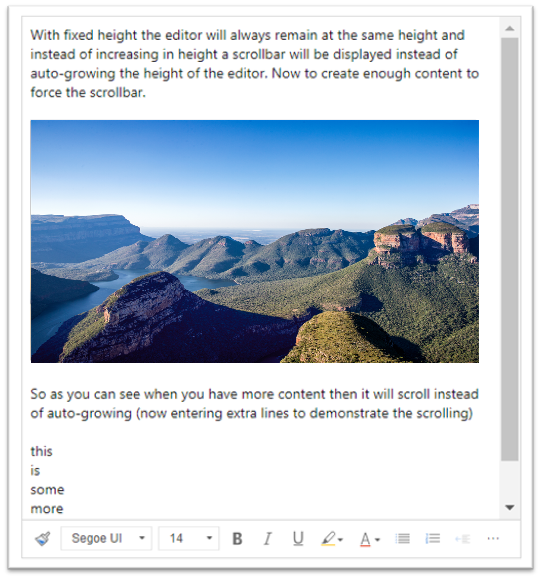 With fixed height the editor will always remain at the same height and
instead of increasing in height a scrollbar will be displayed instead of
auto-growing the height of the editor. Now to create enough content to
force the scrollbar.
So as you can see when you have more content then it will scroll instead
of auto-growing (now entering extra lines to demonstrate the scrolling)
this
is
some
more
Segoe UI 14 B I U A